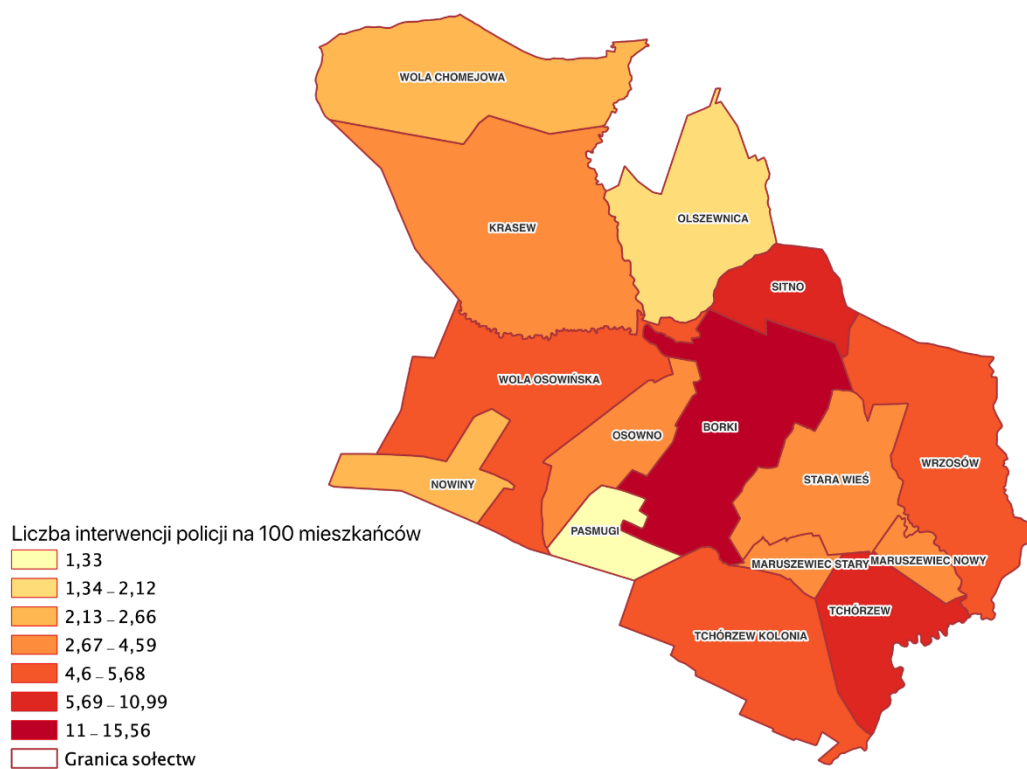 WOLA CHOMEJOWA
OLSZEWNICA
KRASEW
SITNO
WOLA OSOWIŃSKA
OSOWNO
BORKI
WRZOSÓW
STARA WIEŚ
NOWINY
PASMUGI
MARUSZEWIEC STARY
MARUSZEWIEC NOWY
TCHÓRZEW
TCHÓRZEW KOLONIA
Liczba interwencji policji na 100 mieszkańców
1,33
1,34 – 2,12
2,13 – 2,66
2,67 – 4,59
4,6 – 5,68
5,69 – 10,99
11 – 15,56
Granica sołectw